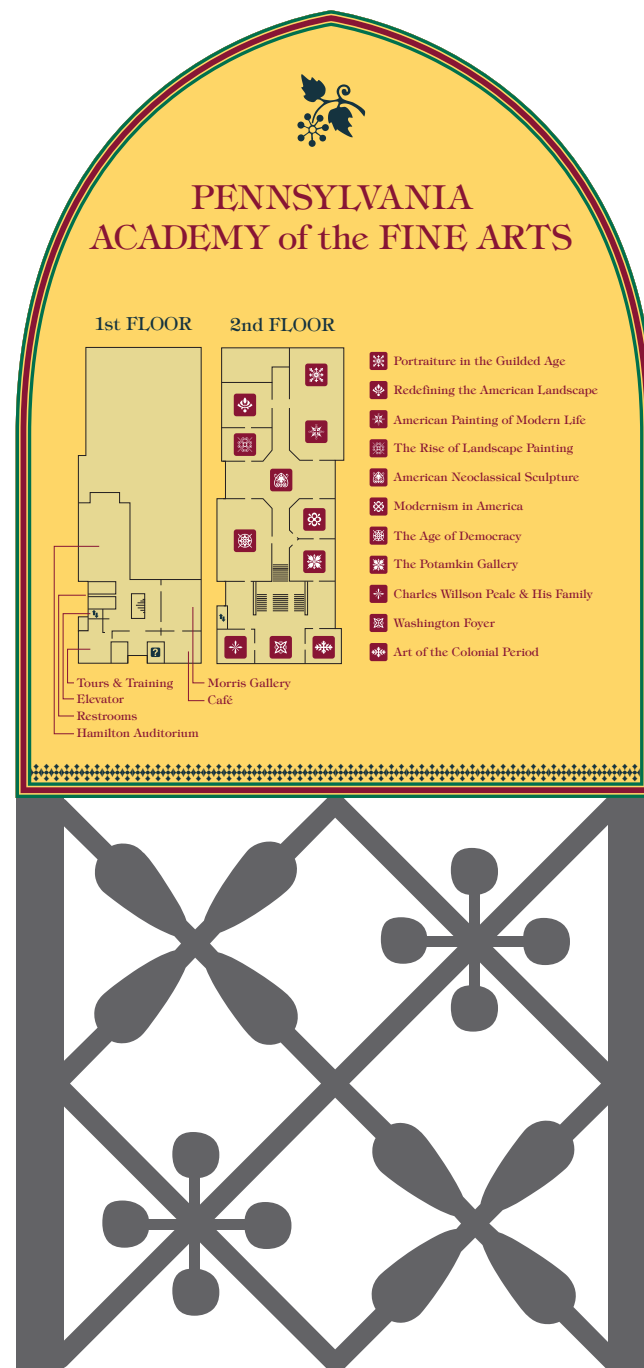 PENNSYLVANIA
ACADEMY of the FINE ARTS
1st FLOOR
2nd FLOOR
Portraiture in the Guilded Age
Redefining the American Landscape
American Painting of Modern Life
The Rise of Landscape Painting
American Neoclassical Sculpture
Modernism in America
The Age of Democracy
The Potamkin Gallery
Charles Willson Peale & His Family
Washington Foyer
Art of the Colonial Period
?
Tours & Training
Elevator
Restrooms
Hamilton Auditorium
Morris Gallery
Café